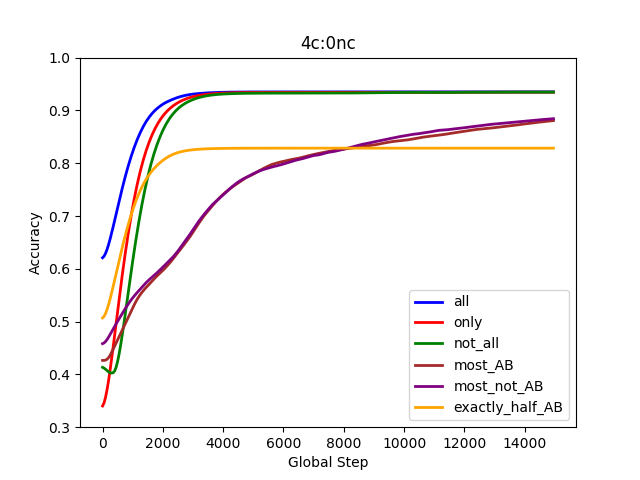 4c:0nc
1.0
0.9
0.8
0.7
0.6
0.5
0.4
0.3
Accuracy
0 2000 4000 6000 8000 10000 12000 14000
Global Step
all
only
not_all
most_AB
most_not_AB
exactly_half_AB